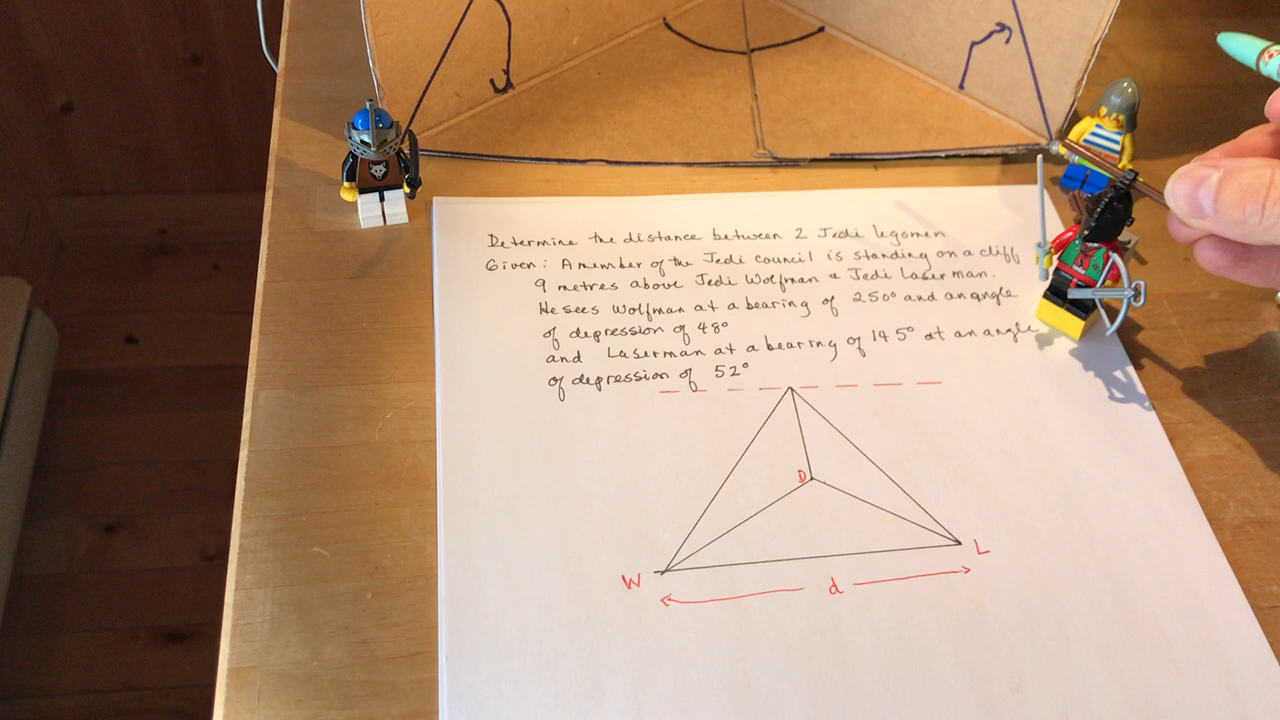 Determine the distance between 2 Jedi legomen
Given: A member of the Jedi council is standing on a cliff
9 metres above Jedi Wolfman & Jedi Laserman.
He sees Wolfman at a bearing of 250° and an angle
of depression of 48°
and Laserman at a bearing of 145° at an angle
of depression of 52°
D
L
W
d